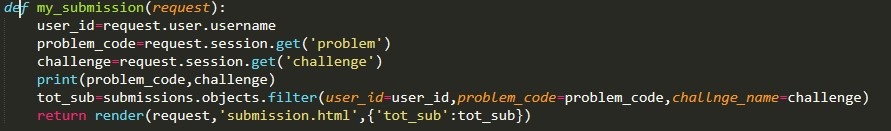 def my_submission(request):
    user_id=request.user.username
    problem_code=request.session.get('problem')
    challenge=request.session.get('challenge')
    print(problem_code,challenge)
    tot_sub=submissions.objects.filter(user_id=user_id,problem_code=problem_code,challnge_name=challenge)
    return render(request,'submission.html',{'tot_sub':tot_sub})